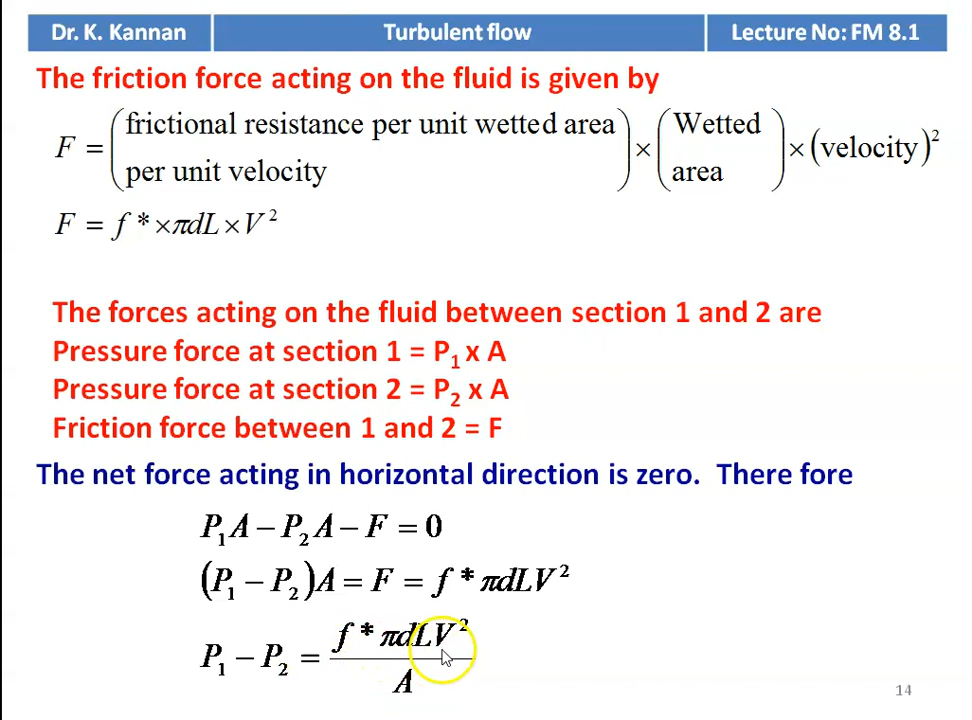 Dr. K. Kannan Turbulent flow Lecture No: FM 8.1
The friction force acting on the fluid is given by
F = (frictional resistance per unit wetted area per unit velocity) × (Wetted area) × (velocity)²
F = f * ×πdL×V²
The forces acting on the fluid between section 1 and 2 are
Pressure force at section 1 = P₁ x A
Pressure force at section 2 = P₂ x A
Friction force between 1 and 2 = F
The net force acting in horizontal direction is zero. There fore
P₁A − P₂A − F = 0
(P₁ − P₂)A = F = f * πdLV²
P₁ − P₂ = f * πdLV² / A
14